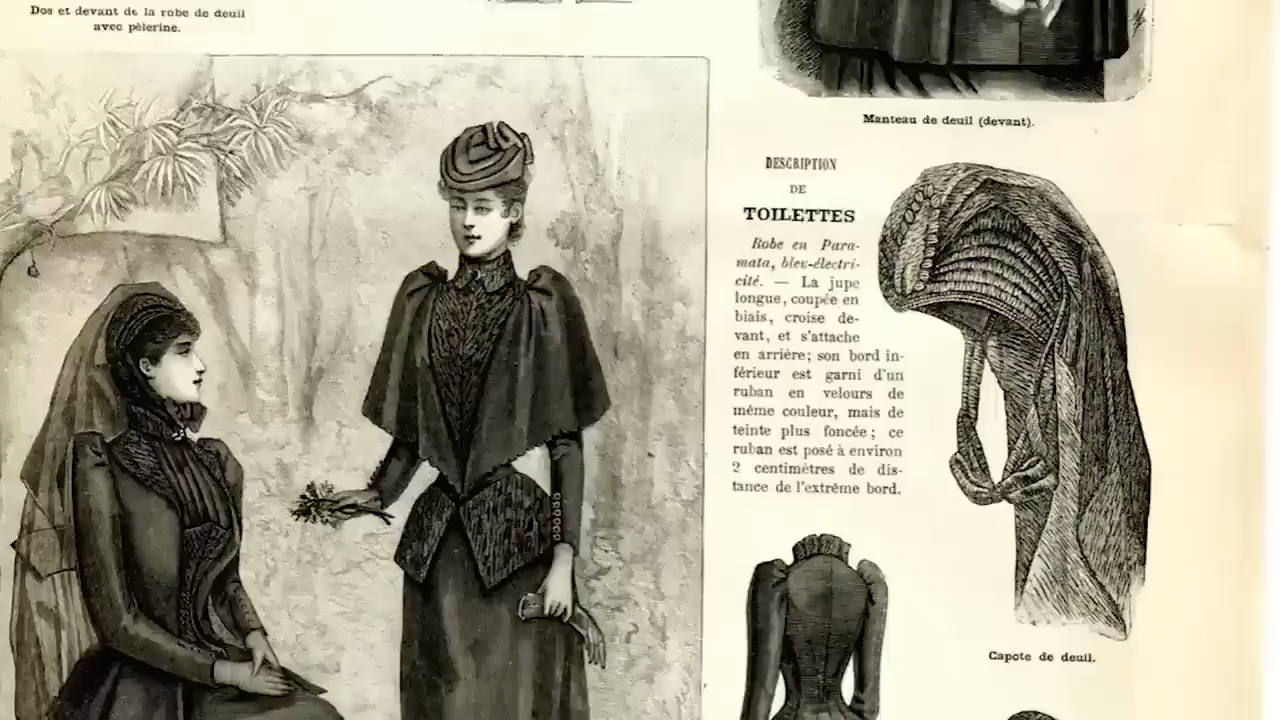 Dos et devant de la robe de deuil
avec pèlerine.
Manteau de deuil (devant).
DESCRIPTION
DE
TOILETTES
Robe en Para-
mata, bleu-électri-
cité. — La jupe
longue, coupée en
biais, croise de-
vant, et s'attache
en arrière; son bord in-
férieur est garni d'un
ruban en velours de
même couleur, mais de
teinte plus foncée; ce
ruban est posé à environ
2 centimètres de dis-
tance de l'extrême bord.
Capote de deuil.